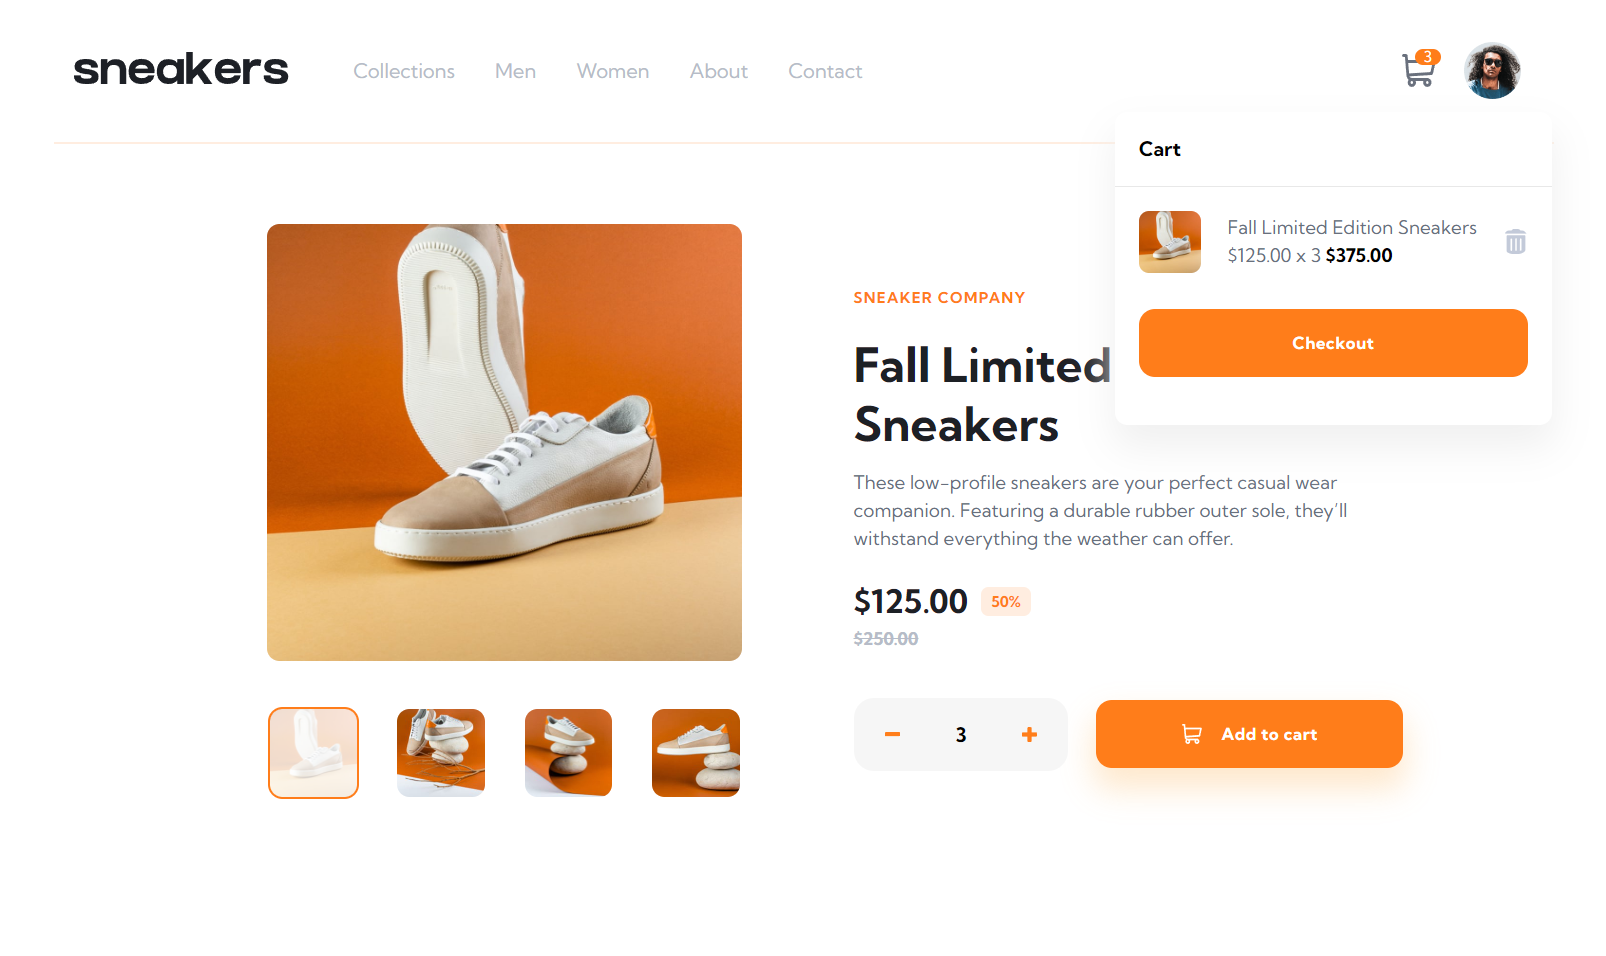 sneakers
Collections
Men
Women
About
Contact
3
Cart
Fall Limited Edition Sneakers
$125.00 x 3 $375.00
Checkout
SNEAKER COMPANY
Fall Limited
Sneakers
These low-profile sneakers are your perfect casual wear
companion. Featuring a durable rubber outer sole, they’ll
withstand everything the weather can offer.
$125.00 50%
$250.00
3
Add to cart